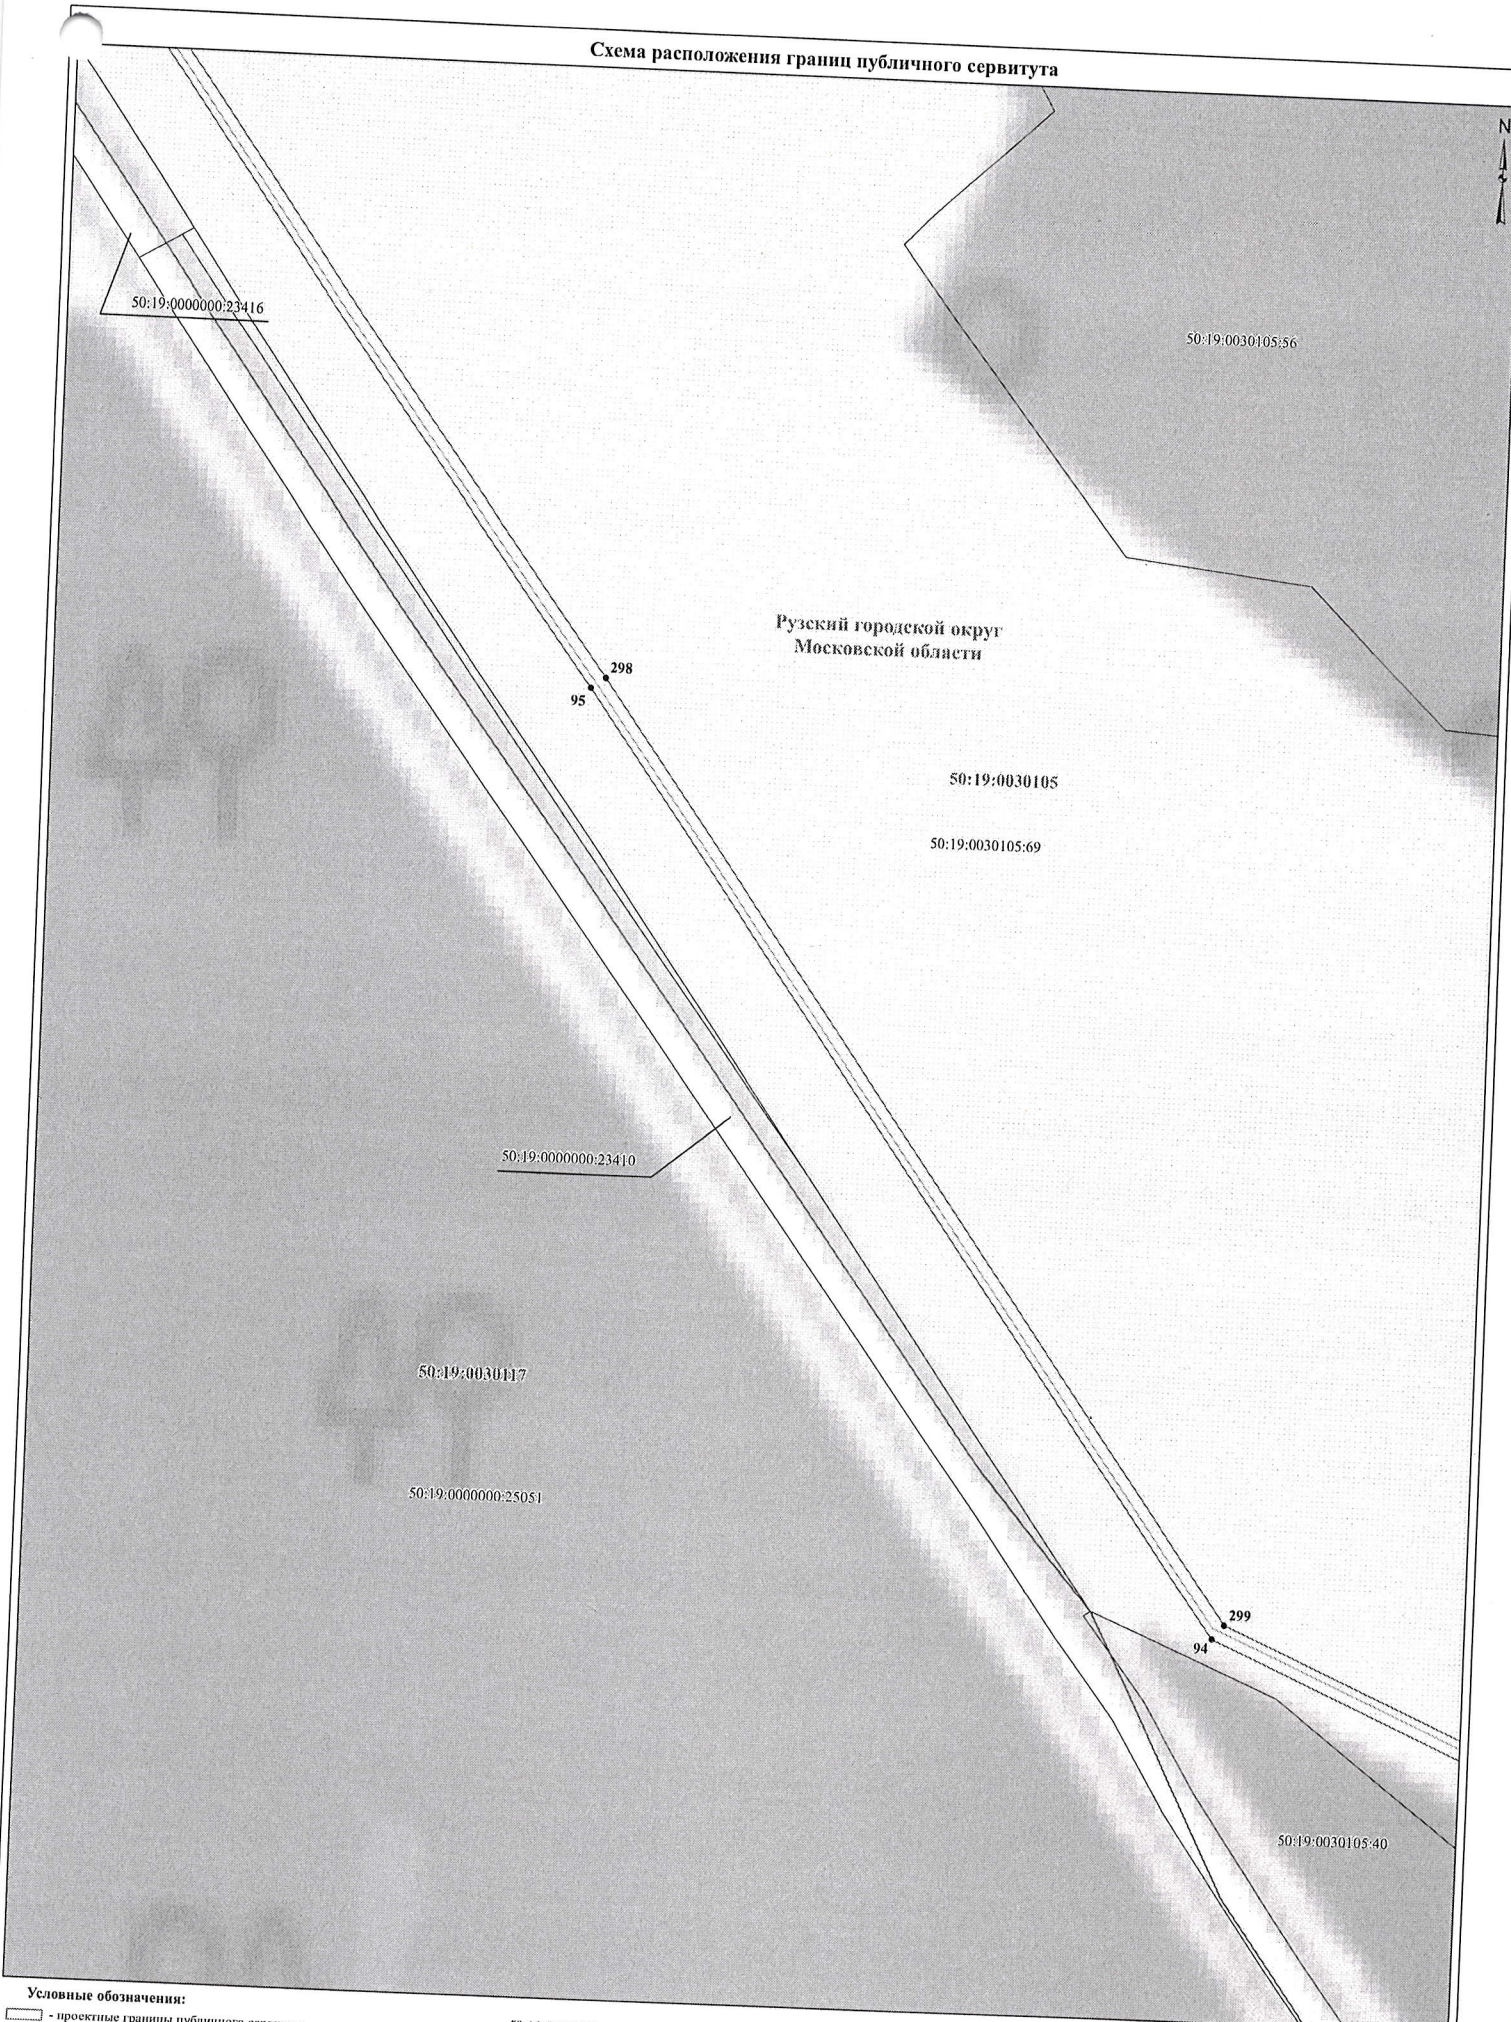 Схема расположения границ публичного сервитута
N
50:19:0000000:23416
50:19:0030105:56
Рузский городской округ
Московской области
298
95
50:19:0030105
50:19:0030105:69
50:19:0000000:23410
50:19:0030117
50:19:0000000:25051
299
94
50:19:0030105:40
Условные обозначения:
- проектные границы публичного